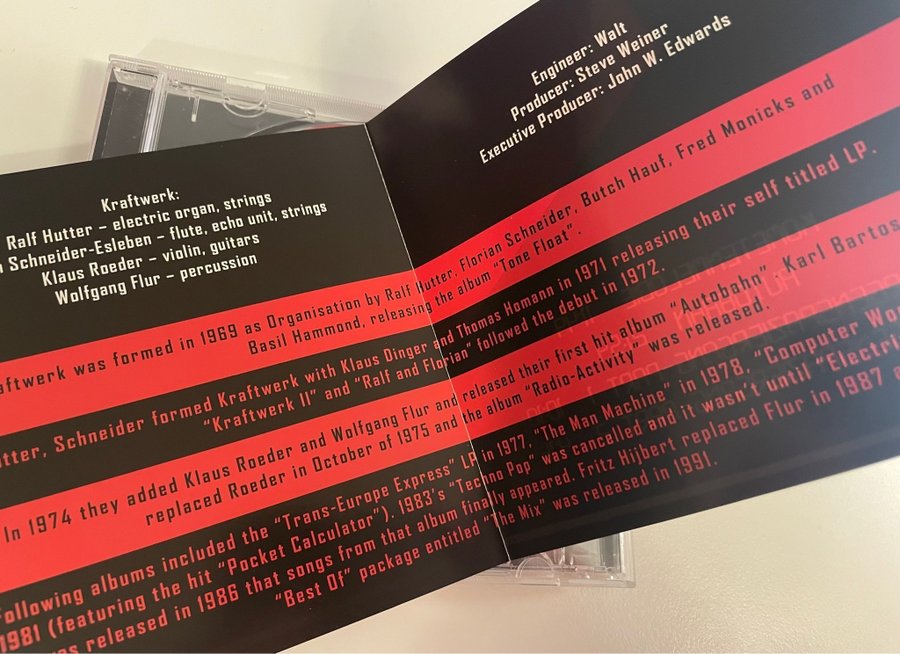 Kraftwerk:
Ralf Hutter – electric organ, strings
Schneider-Esleben – flute, echo unit, strings
Klaus Roeder – violin, guitars
Wolfgang Flur – percussion
Engineer: Walt
Producer: Steve Weiner
Executive Producer: John W. Edwards
aftwerk was formed in 1969 as Organisation by Ralf Hutter, Florian Schneider, Butch Hauf, Fred Monicks and
Basil Hammond, releasing the album "Tone Float".
utter, Schneider formed Kraftwerk with Klaus Dinger and Thomas Homann in 1971 releasing their self titled LP.
"Kraftwerk II" and "Ralf and Florian" followed the debut in 1972.
In 1974 they added Klaus Roeder and Wolfgang Flur and released their first hit album "Autobahn". Karl Bartos
replaced Roeder in October of 1975 and the album "Radio-Activity" was released.
Following albums included the "Trans-Europe Express" LP in 1977, "The Man Machine" in 1978, "Computer Wor
1981 (featuring the hit "Pocket Calculator"). 1983's "Techno Pop" was cancelled and it wasn't until "Electri
was released in 1986 that songs from that album finally appeared. Fritz Hijbert replaced Flur in 1987 a
"Best Of" package entitled "The Mix" was released in 1991.